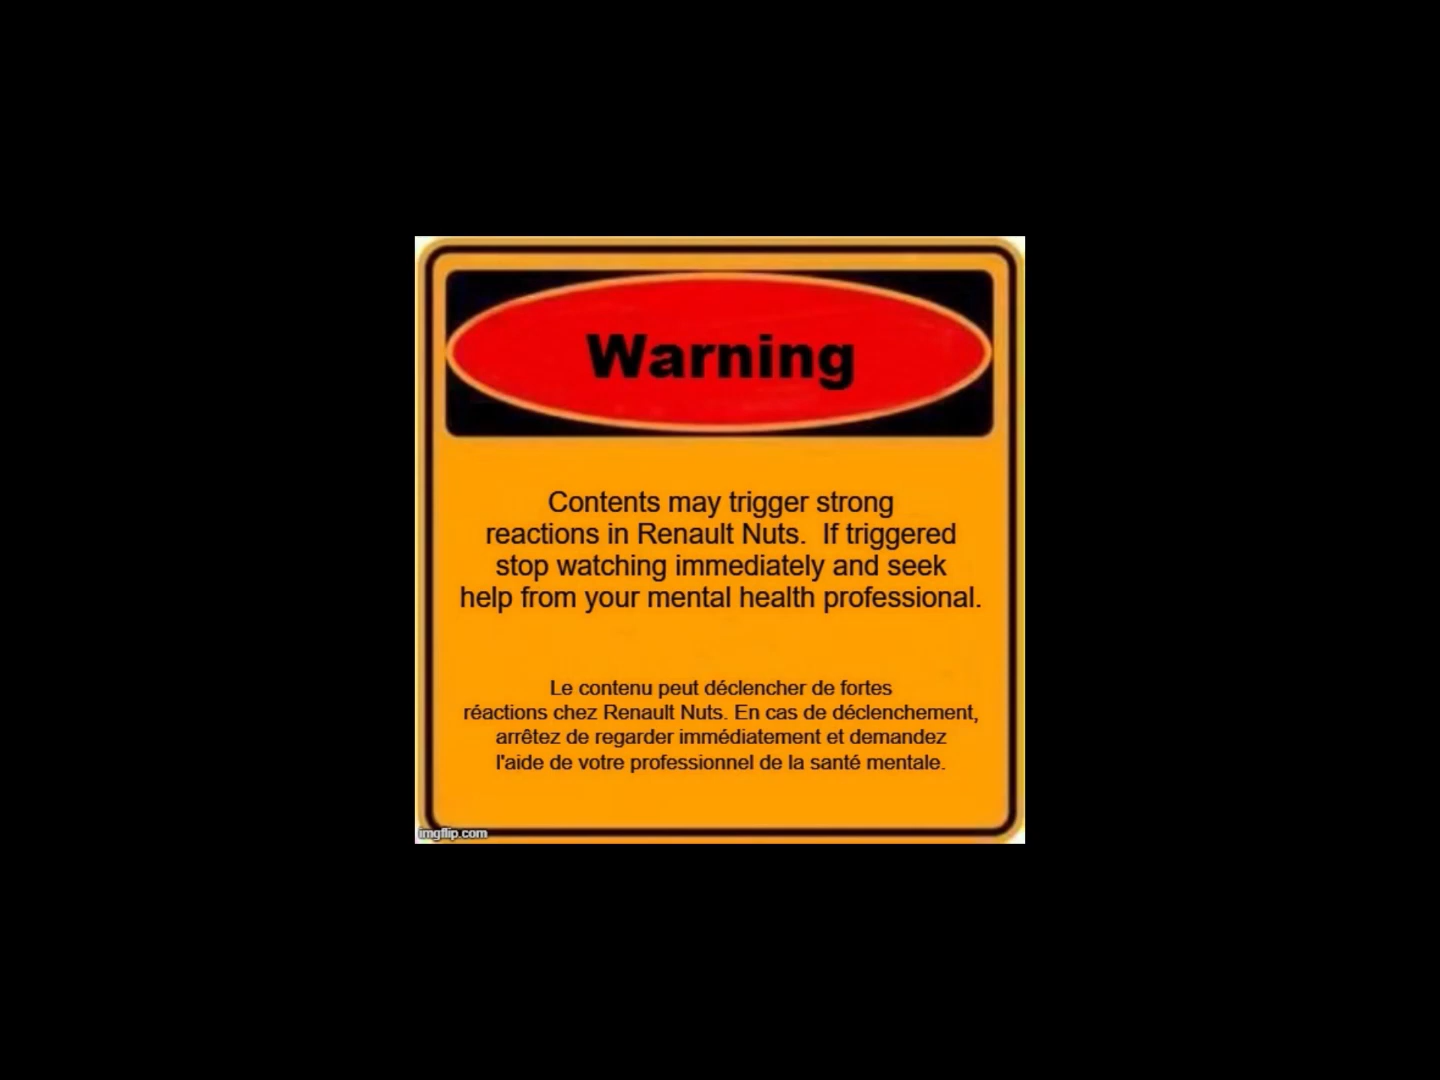 Warning
Contents may trigger strong
reactions in Renault Nuts.  If triggered
stop watching immediately and seek
help from your mental health professional.
Le contenu peut déclencher de fortes
réactions chez Renault Nuts. En cas de déclenchement,
arrêtez de regarder immédiatement et demandez
l'aide de votre professionnel de la santé mentale.
imgflip.com